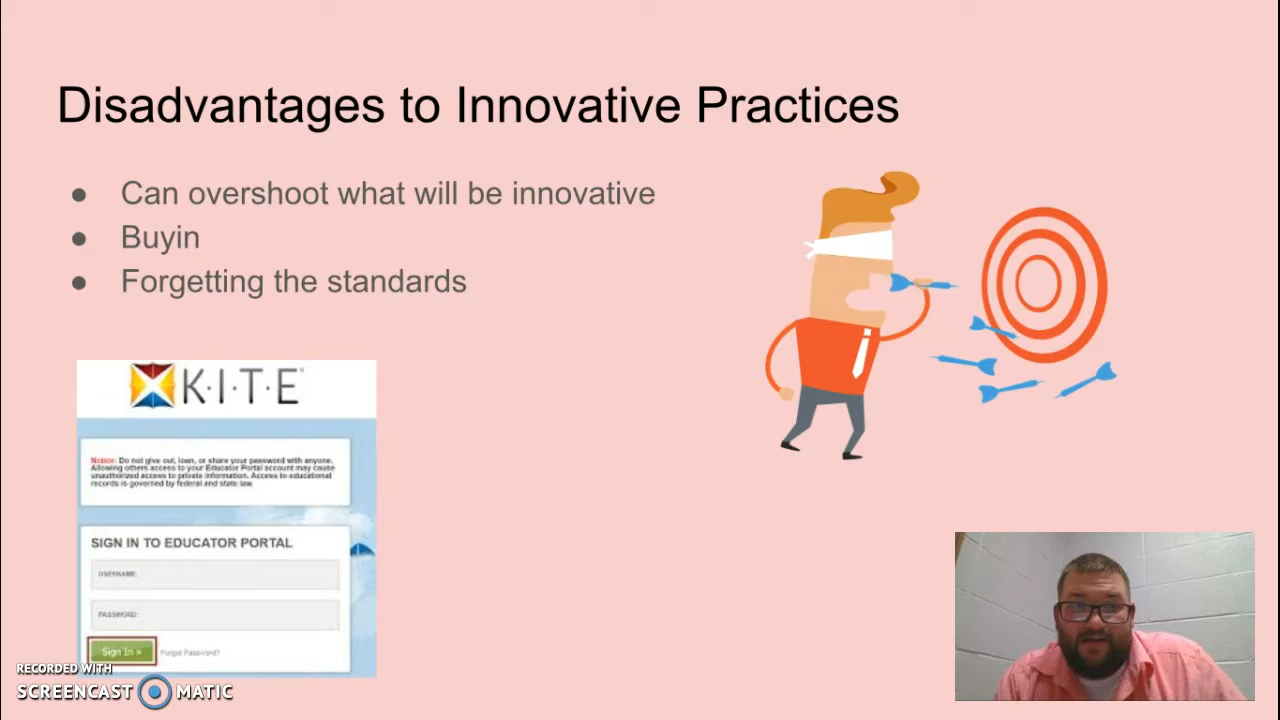 Disadvantages to Innovative Practices
● Can overshoot what will be innovative
● Buyin
● Forgetting the standards
K·I·T·E®
Notice: Do not give out, loan, or share your password with anyone.
Allowing others access to your Educator Portal account may cause
unauthorized access to private information. Access to educational
records is governed by federal and state law.
SIGN IN TO EDUCATOR PORTAL
USERNAME:
PASSWORD:
Sign In » Forgot Password?
RECORDED WITH
SCREENCAST MATIC